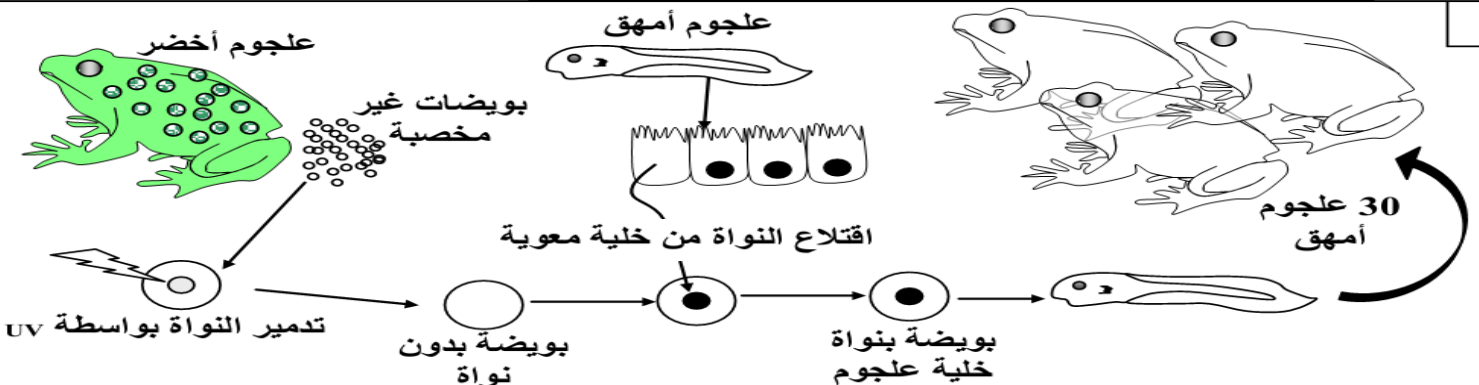 علجوم أخضر
بويضات غير
مخصبة
علجوم أمهق
30 علجوم
أمهق
اقتلاع النواة من خلية معوية
تدمير النواة بواسطة UV
بويضة بدون
نواة
بويضة بنواة
خلية علجوم